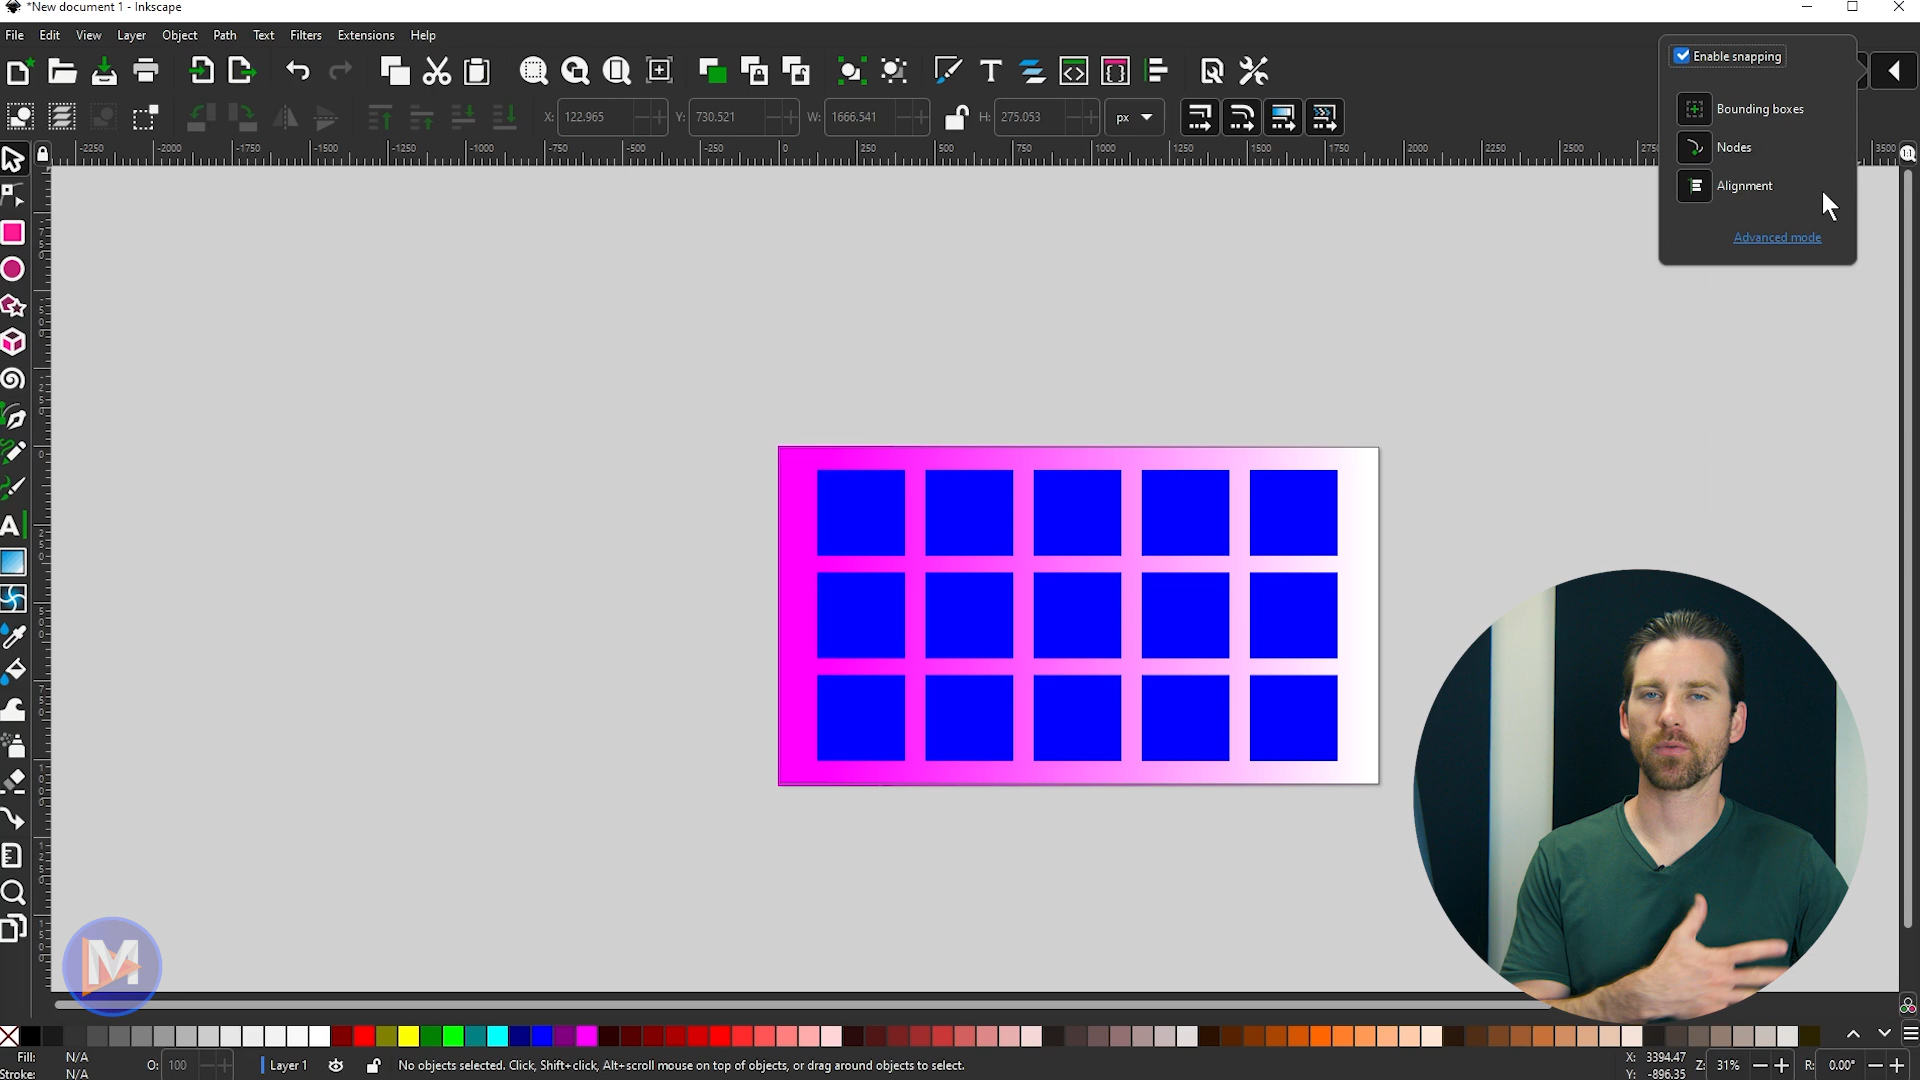 *New document 1 - Inkscape
File Edit View Layer Object Path Text Filters Extensions Help
Enable snapping
Bounding boxes
Nodes
Alignment
Advanced mode
X: 122.965 Y: 730.521 W: 1666.541 H: 275.053 px
-2250 -2000 -1750 -1500 -1250 -1000 -750 -500 -250 0 250 500 750 1000 1250 1500 1750 2000 2250 2500 2750 3500
M
Fill: N/A
Stroke: N/A
O: 100
Layer 1
No objects selected. Click, Shift+click, Alt+scroll mouse on top of objects, or drag around objects to select.
X: 3394.47
Y: -896.35
Z: 31%
R: 0.00°